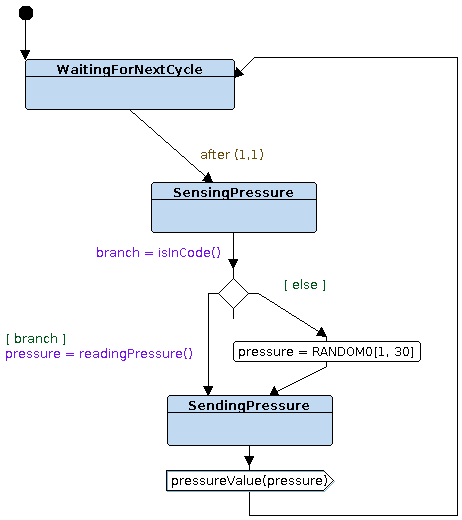 WaitingForNextCycle
after (1,1)
SensingPressure
branch = isInCode()
[ else ]
[ branch ]
pressure = readingPressure()
pressure = RANDOM0[1, 30]
SendingPressure
pressureValue(pressure)